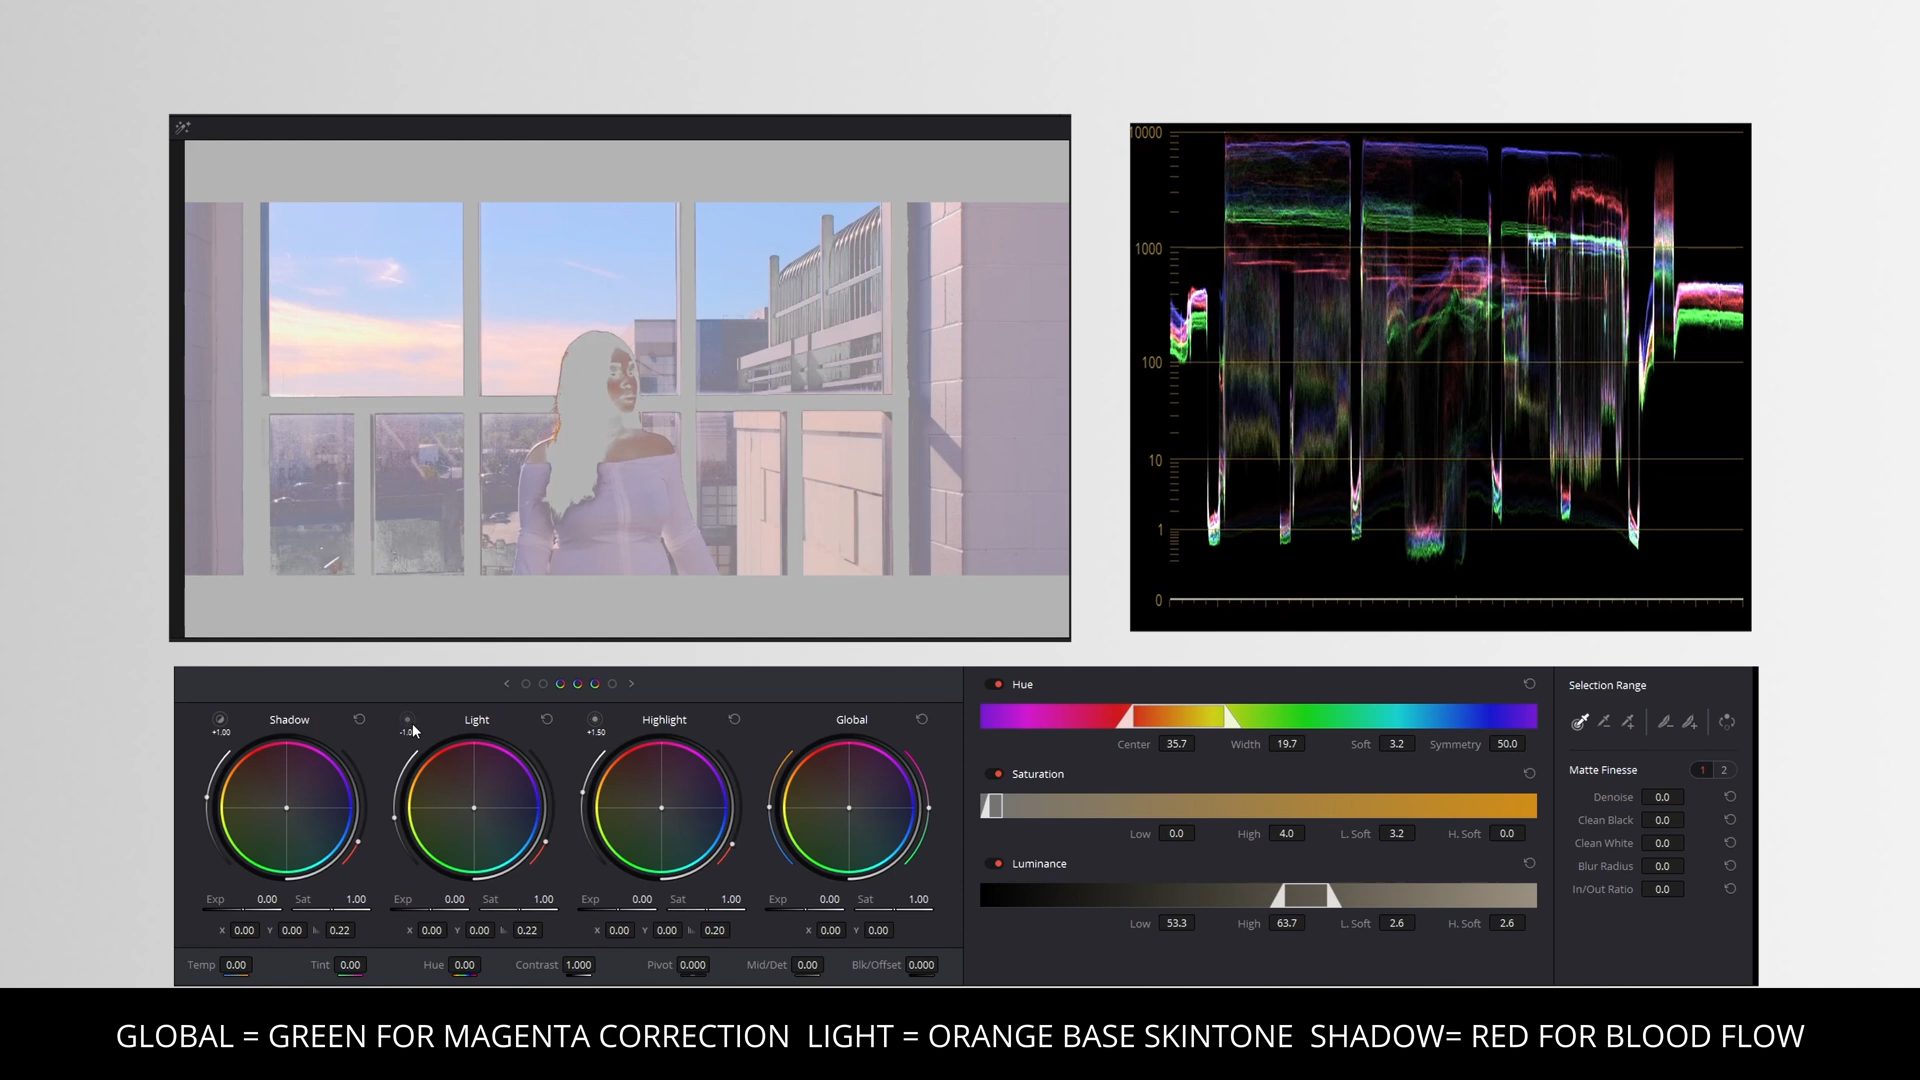 10000
1000
100
10
1
0
Shadow Light Highlight Global
+1.00 -1.0 +1.50
Exp 0.00 Sat 1.00 Exp 0.00 Sat 1.00 Exp 0.00 Sat 1.00 Exp 0.00 Sat 1.00
X 0.00 Y 0.00 0.22 X 0.00 Y 0.00 0.22 X 0.00 Y 0.00 0.20 X 0.00 Y 0.00
Temp 0.00 Tint 0.00 Hue 0.00 Contrast 1.000 Pivot 0.000 Mid/Det 0.00 Blk/Offset 0.000
Hue
Center 35.7 Width 19.7 Soft 3.2 Symmetry 50.0
Saturation
Low 0.0 High 4.0 L. Soft 3.2 H. Soft 0.0
Luminance
Low 53.3 High 63.7 L. Soft 2.6 H. Soft 2.6
Selection Range
Matte Finesse 1 2
Denoise 0.0
Clean Black 0.0
Clean White 0.0
Blur Radius 0.0
In/Out Ratio 0.0
GLOBAL = GREEN FOR MAGENTA CORRECTION LIGHT = ORANGE BASE SKINTONE SHADOW= RED FOR BLOOD FLOW